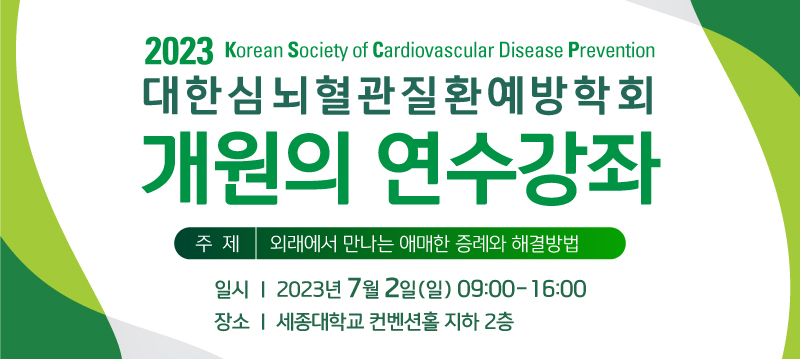 2023 Korean Society of Cardiovascular Disease Prevention
대한심뇌혈관질환예방학회
개원의 연수강좌
주 제 외래에서 만나는 애매한 증례와 해결방법
일시 | 2023년 7월 2일(일) 09:00-16:00
장소 | 세종대학교 컨벤션홀 지하 2층